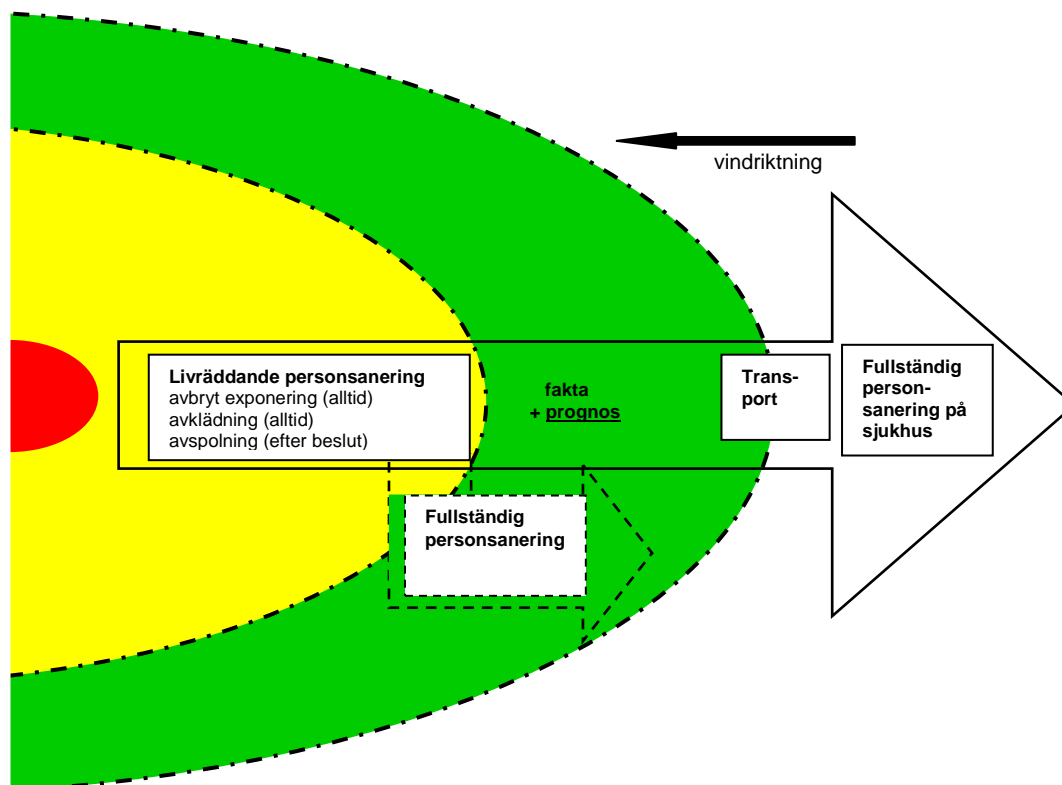 vindriktning
Livräddande personsanering
avbryt exponering (alltid)
avklädning (alltid)
avspolning (efter beslut)
fakta
+ prognos
Trans-
port
Fullständig
person-
sanering på
sjukhus
Fullständig
personsanering